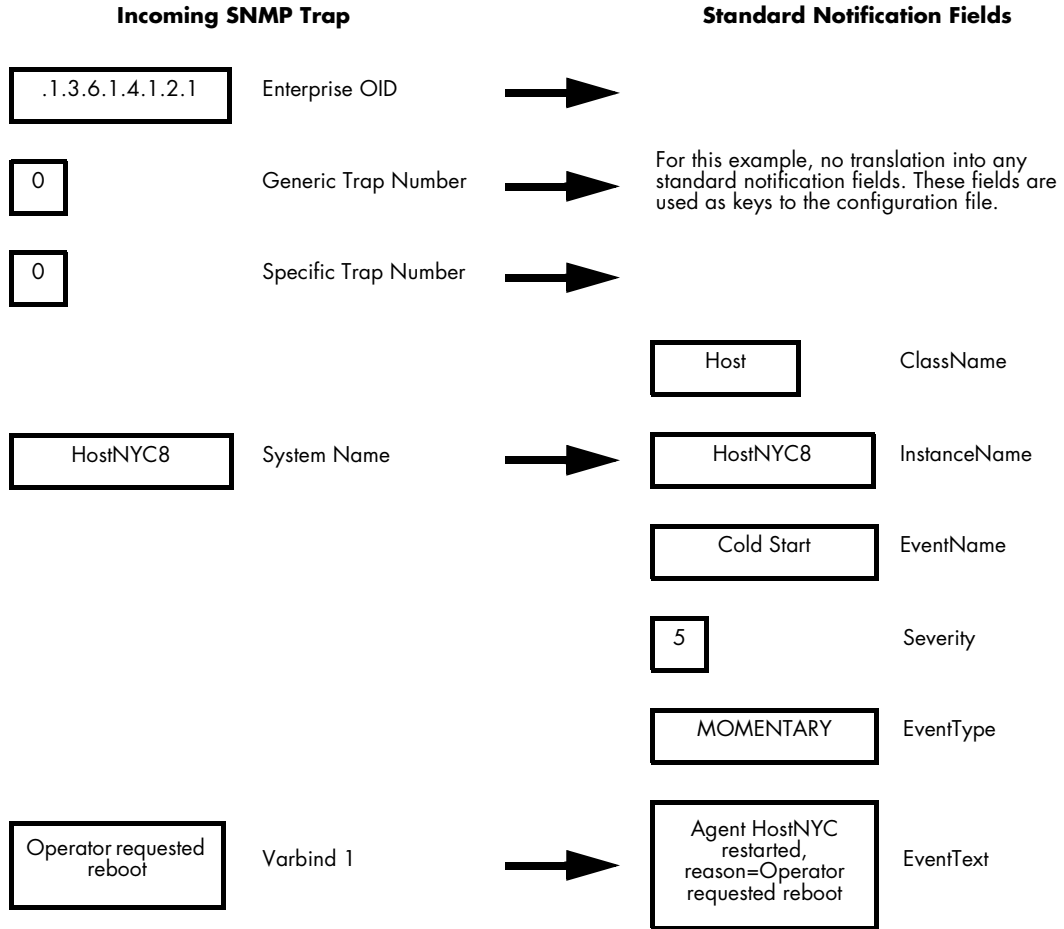 Incoming SNMP Trap
Standard Notification Fields
.1.3.6.1.4.1.2.1
Enterprise OID
0
Generic Trap Number
For this example, no translation into any
standard notification fields. These fields are
used as keys to the configuration file.
0
Specific Trap Number
Host
ClassName
HostNYC8
System Name
HostNYC8
InstanceName
Cold Start
EventName
5
Severity
MOMENTARY
EventType
Operator requested
reboot
Varbind 1
Agent HostNYC
restarted,
reason=Operator
requested reboot
EventText